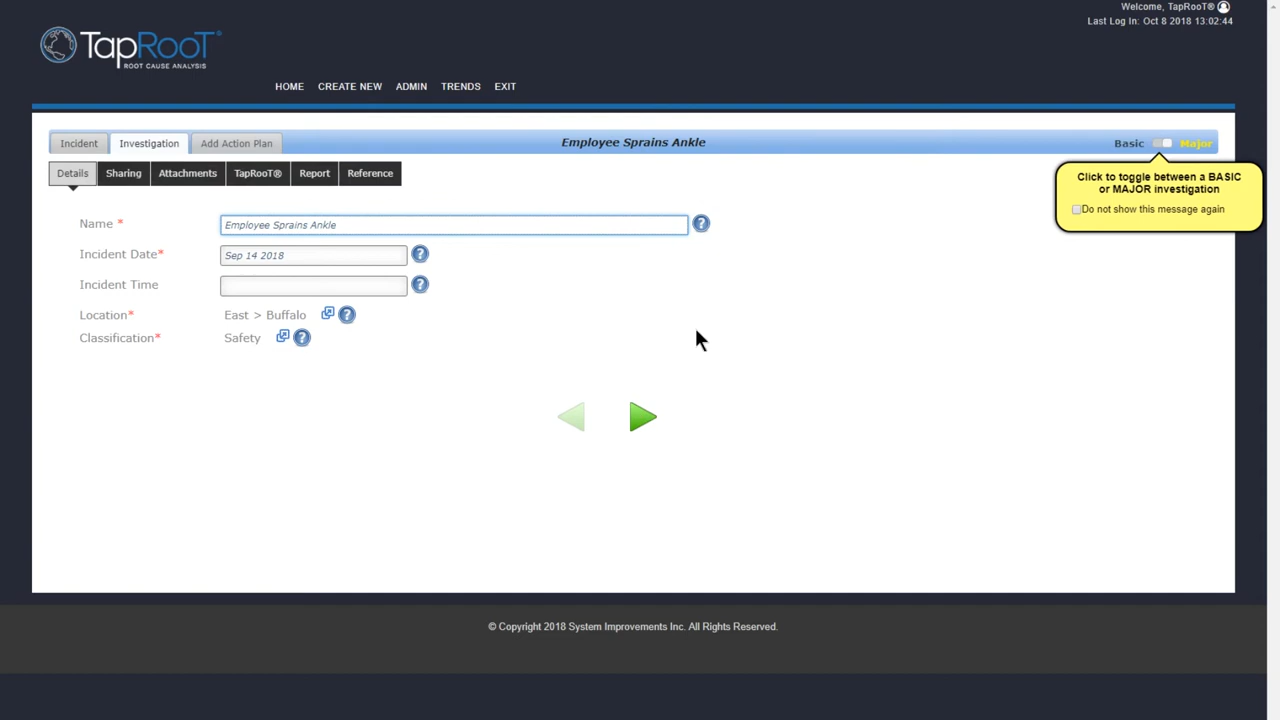 Welcome, TapRooT®
Last Log In: Oct 8 2018 13:02:44
TapRooT®
ROOT CAUSE ANALYSIS
HOME CREATE NEW ADMIN TRENDS EXIT
Incident Investigation Add Action Plan Employee Sprains Ankle Basic Major
Details Sharing Attachments TapRooT® Report Reference
Click to toggle between a BASIC
or MAJOR investigation
Do not show this message again
Name * Employee Sprains Ankle ?
Incident Date* Sep 14 2018 ?
Incident Time ?
Location* East > Buffalo ?
Classification* Safety ?
© Copyright 2018 System Improvements Inc. All Rights Reserved.